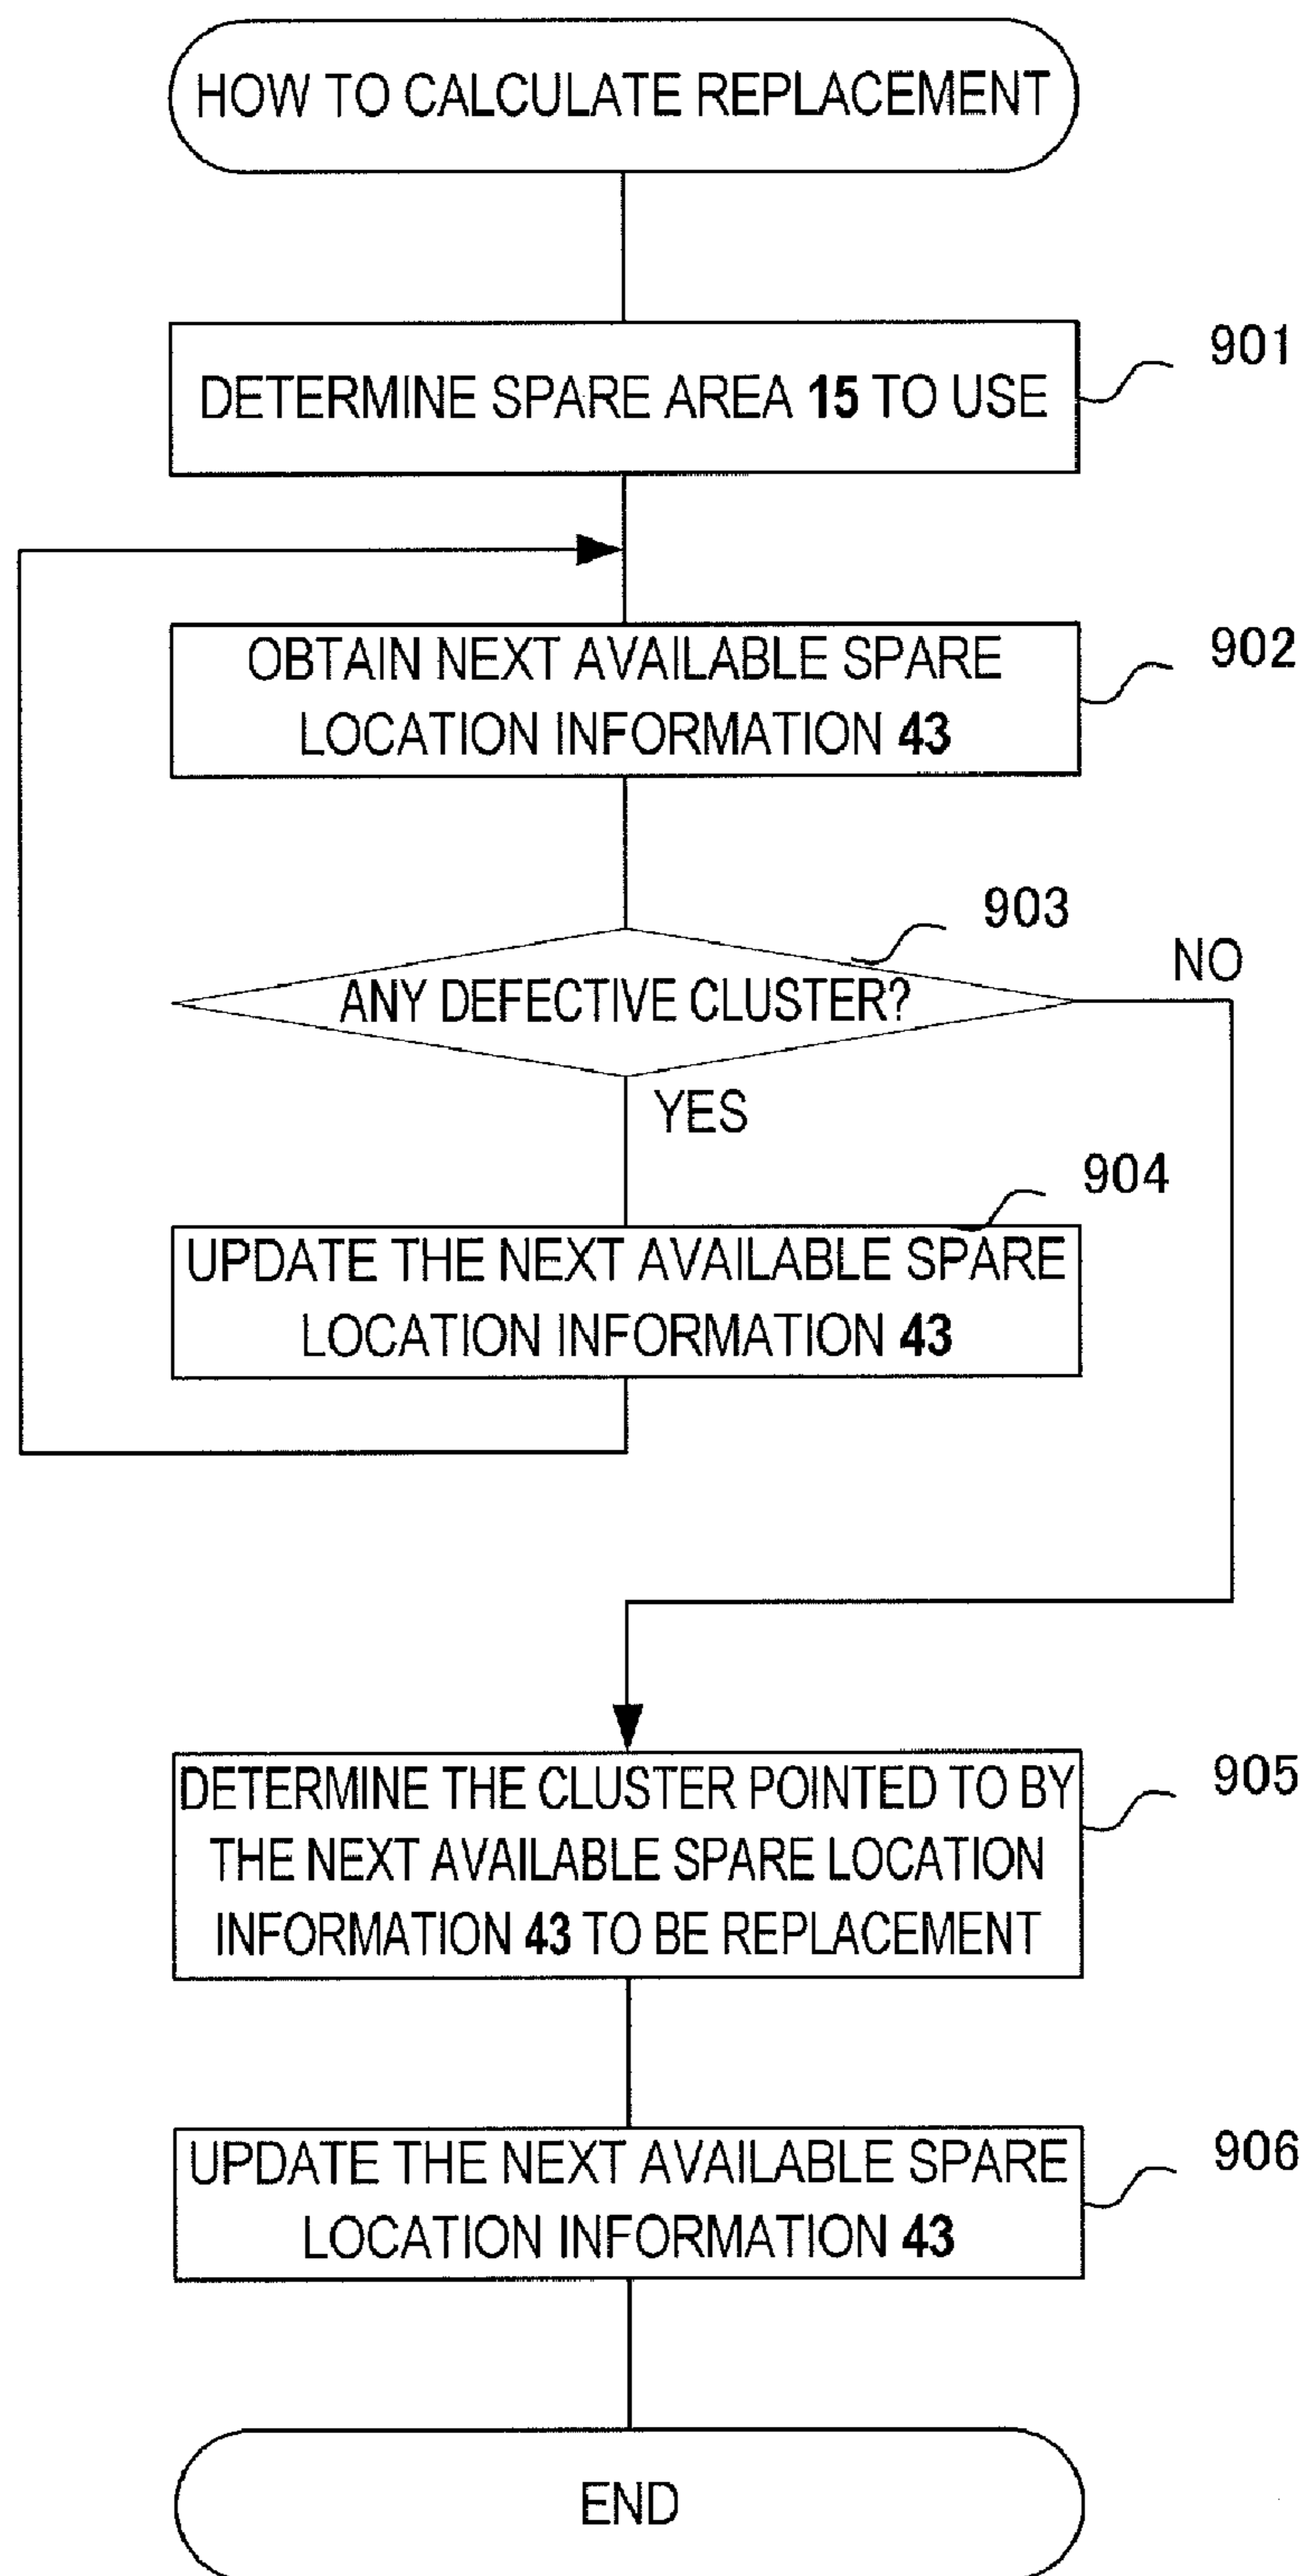 HOW TO CALCULATE REPLACEMENT
901
DETERMINE SPARE AREA 15 TO USE
902
OBTAIN NEXT AVAILABLE SPARE
LOCATION INFORMATION 43
903
NO
ANY DEFECTIVE CLUSTER?
YES
904
UPDATE THE NEXT AVAILABLE SPARE
LOCATION INFORMATION 43
905
DETERMINE THE CLUSTER POINTED TO BY
THE NEXT AVAILABLE SPARE LOCATION
INFORMATION 43 TO BE REPLACEMENT
906
UPDATE THE NEXT AVAILABLE SPARE
LOCATION INFORMATION 43
END